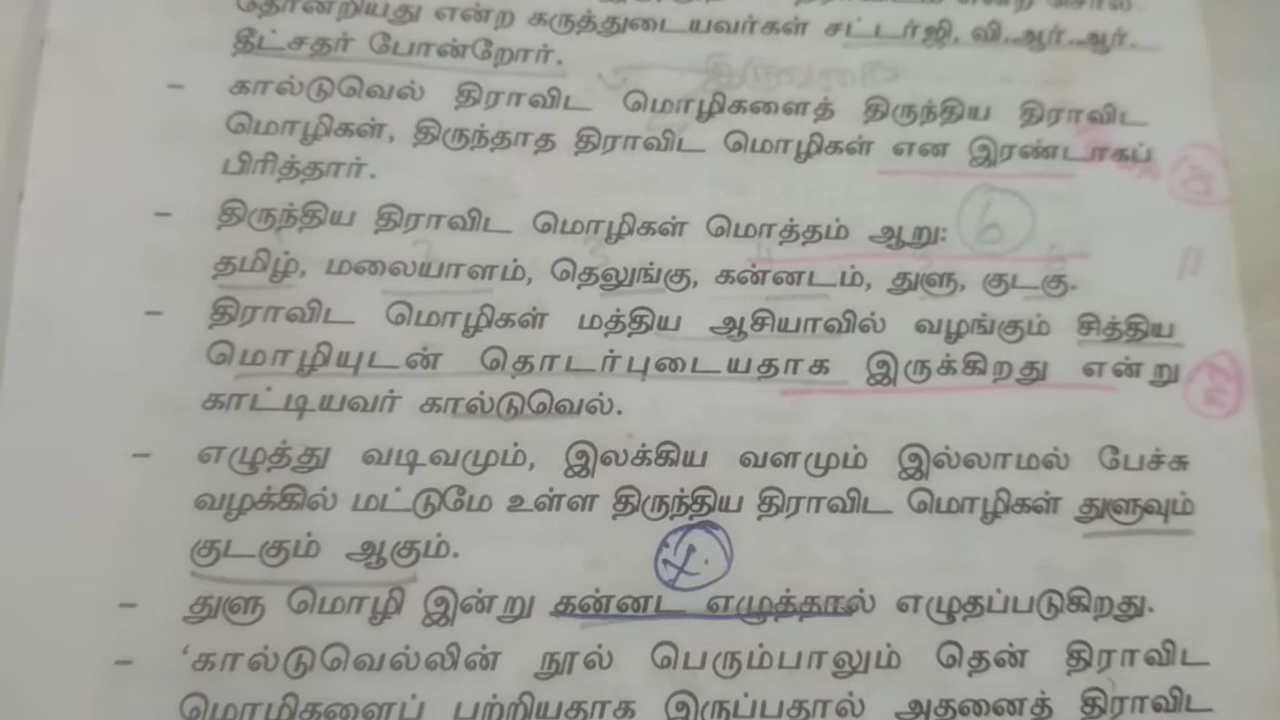 தோன்றியது என்ற கருத்துடையவர்கள் சட்டர்ஜி, வி.ஆர்.ஆர்.
தீட்சதர் போன்றோர்.
- கால்டுவெல் திராவிட மொழிகளைத் திருந்திய திராவிட
மொழிகள், திருந்தாத திராவிட மொழிகள் என இரண்டாகப்
பிரித்தார்.
- திருந்திய திராவிட மொழிகள் மொத்தம் ஆறு: 6
தமிழ், மலையாளம், தெலுங்கு, கன்னடம், துளு, குடகு.
- திராவிட மொழிகள் மத்திய ஆசியாவில் வழங்கும் சித்திய
மொழியுடன் தொடர்புடையதாக இருக்கிறது என்று
காட்டியவர் கால்டுவெல்.
- எழுத்து வடிவமும், இலக்கிய வளமும் இல்லாமல் பேச்சு
வழக்கில் மட்டுமே உள்ள திருந்திய திராவிட மொழிகள் துளுவும்
குடகும் ஆகும்.
- துளு மொழி இன்று கன்னட எழுத்தால் எழுதப்படுகிறது.
- 'கால்டுவெல்லின் நூல் பெரும்பாலும் தென் திராவிட
மொழிகளைப் பற்றியதாக இருப்பதால் அதனைத் திராவிட